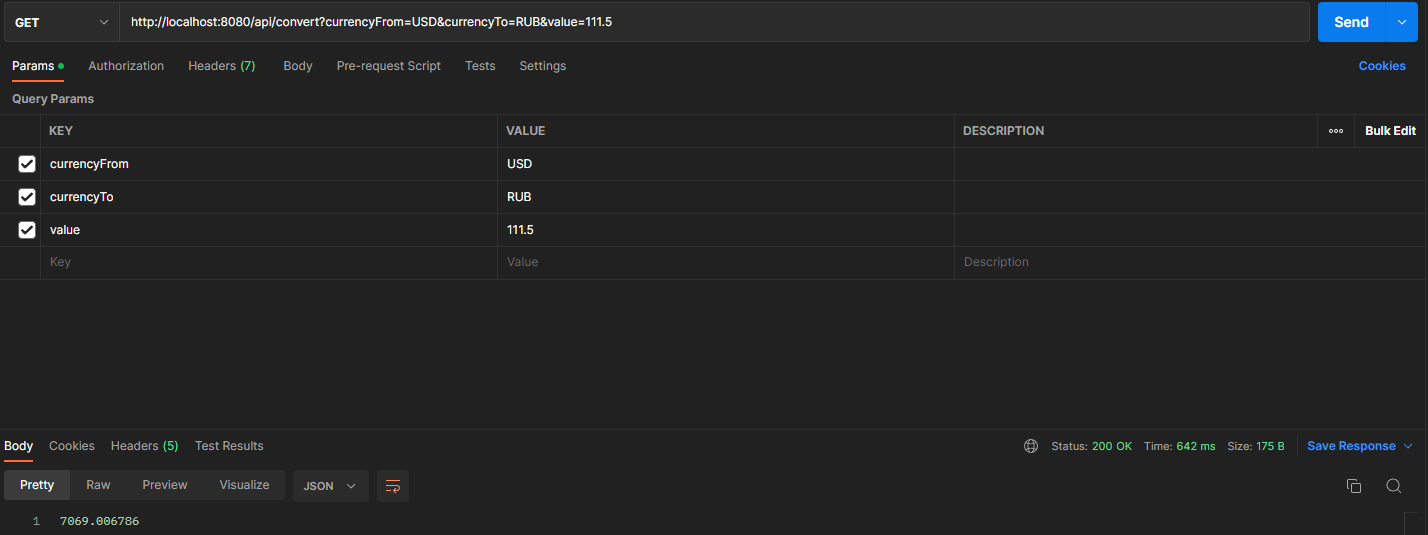 GET http://localhost:8080/api/convert?currencyFrom=USD&currencyTo=RUB&value=111.5 Send
Params Authorization Headers (7) Body Pre-request Script Tests Settings Cookies
Query Params
KEY VALUE DESCRIPTION Bulk Edit
currencyFrom USD
currencyTo RUB
value 111.5
Key Value Description
Body Cookies Headers (5) Test Results Status: 200 OK Time: 642 ms Size: 175 B Save Response
Pretty Raw Preview Visualize JSON
1 7069.006786